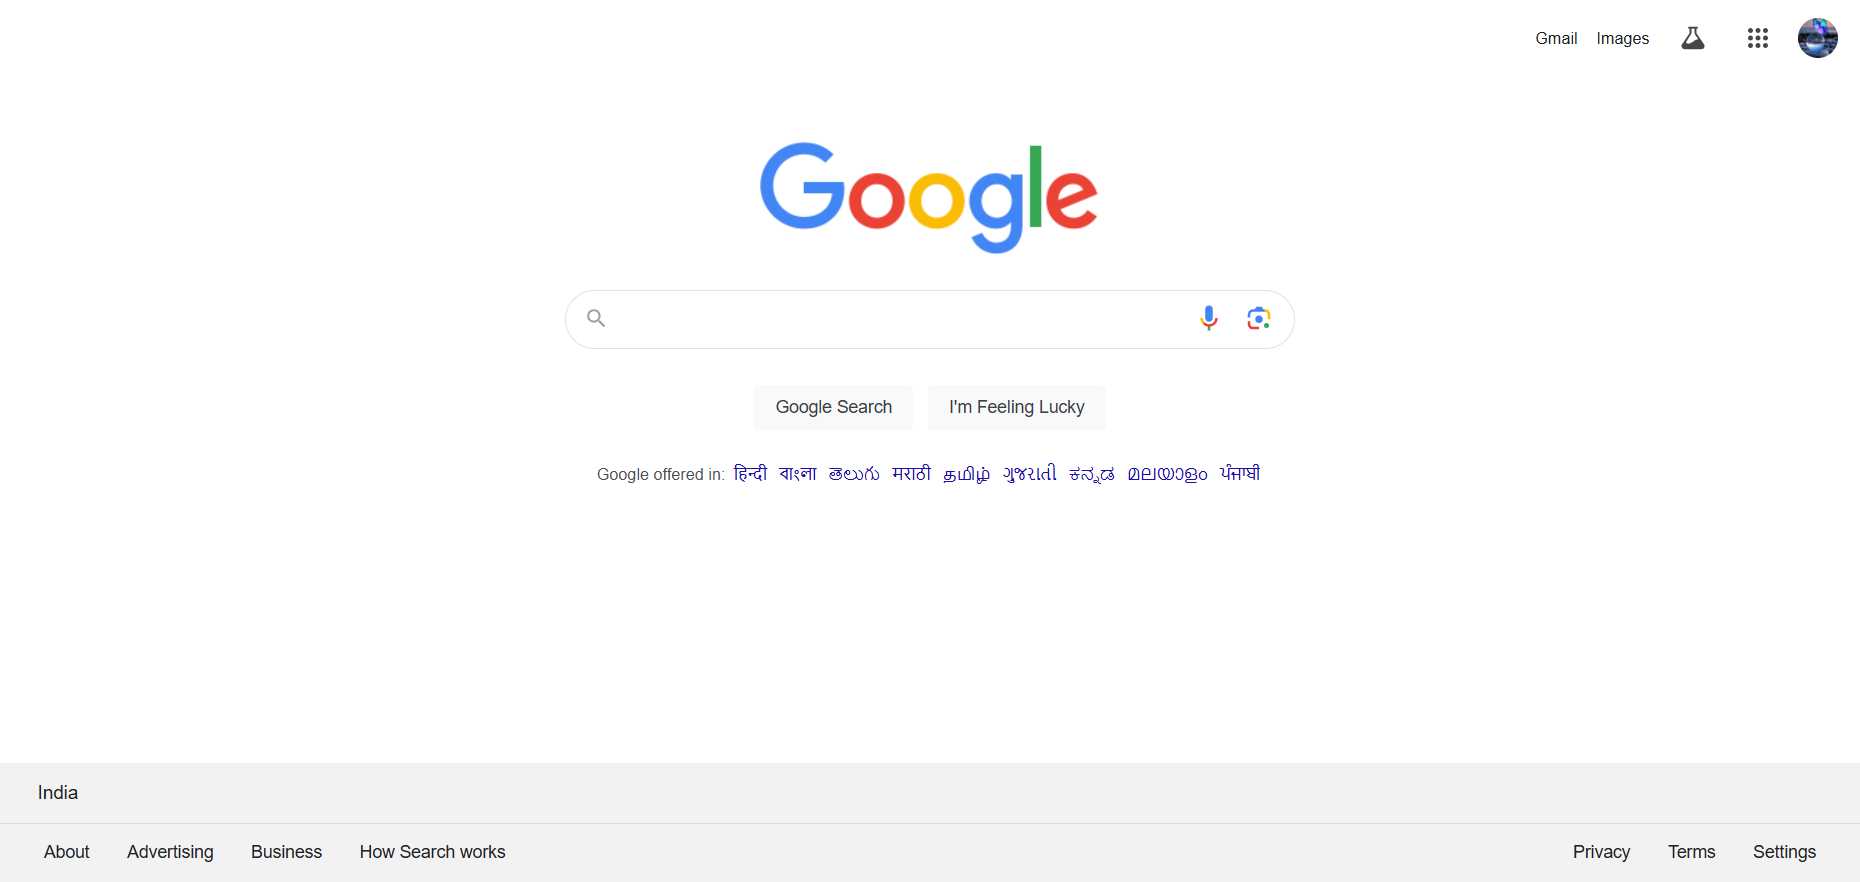 Gmail Images
Google
Google Search I'm Feeling Lucky
Google offered in: हिन्दी বাংলা తెలుగు मराठी தமிழ் ગુજરાતી ಕನ್ನಡ മലയാളം ਪੰਜਾਬੀ
India
About Advertising Business How Search works Privacy Terms Settings